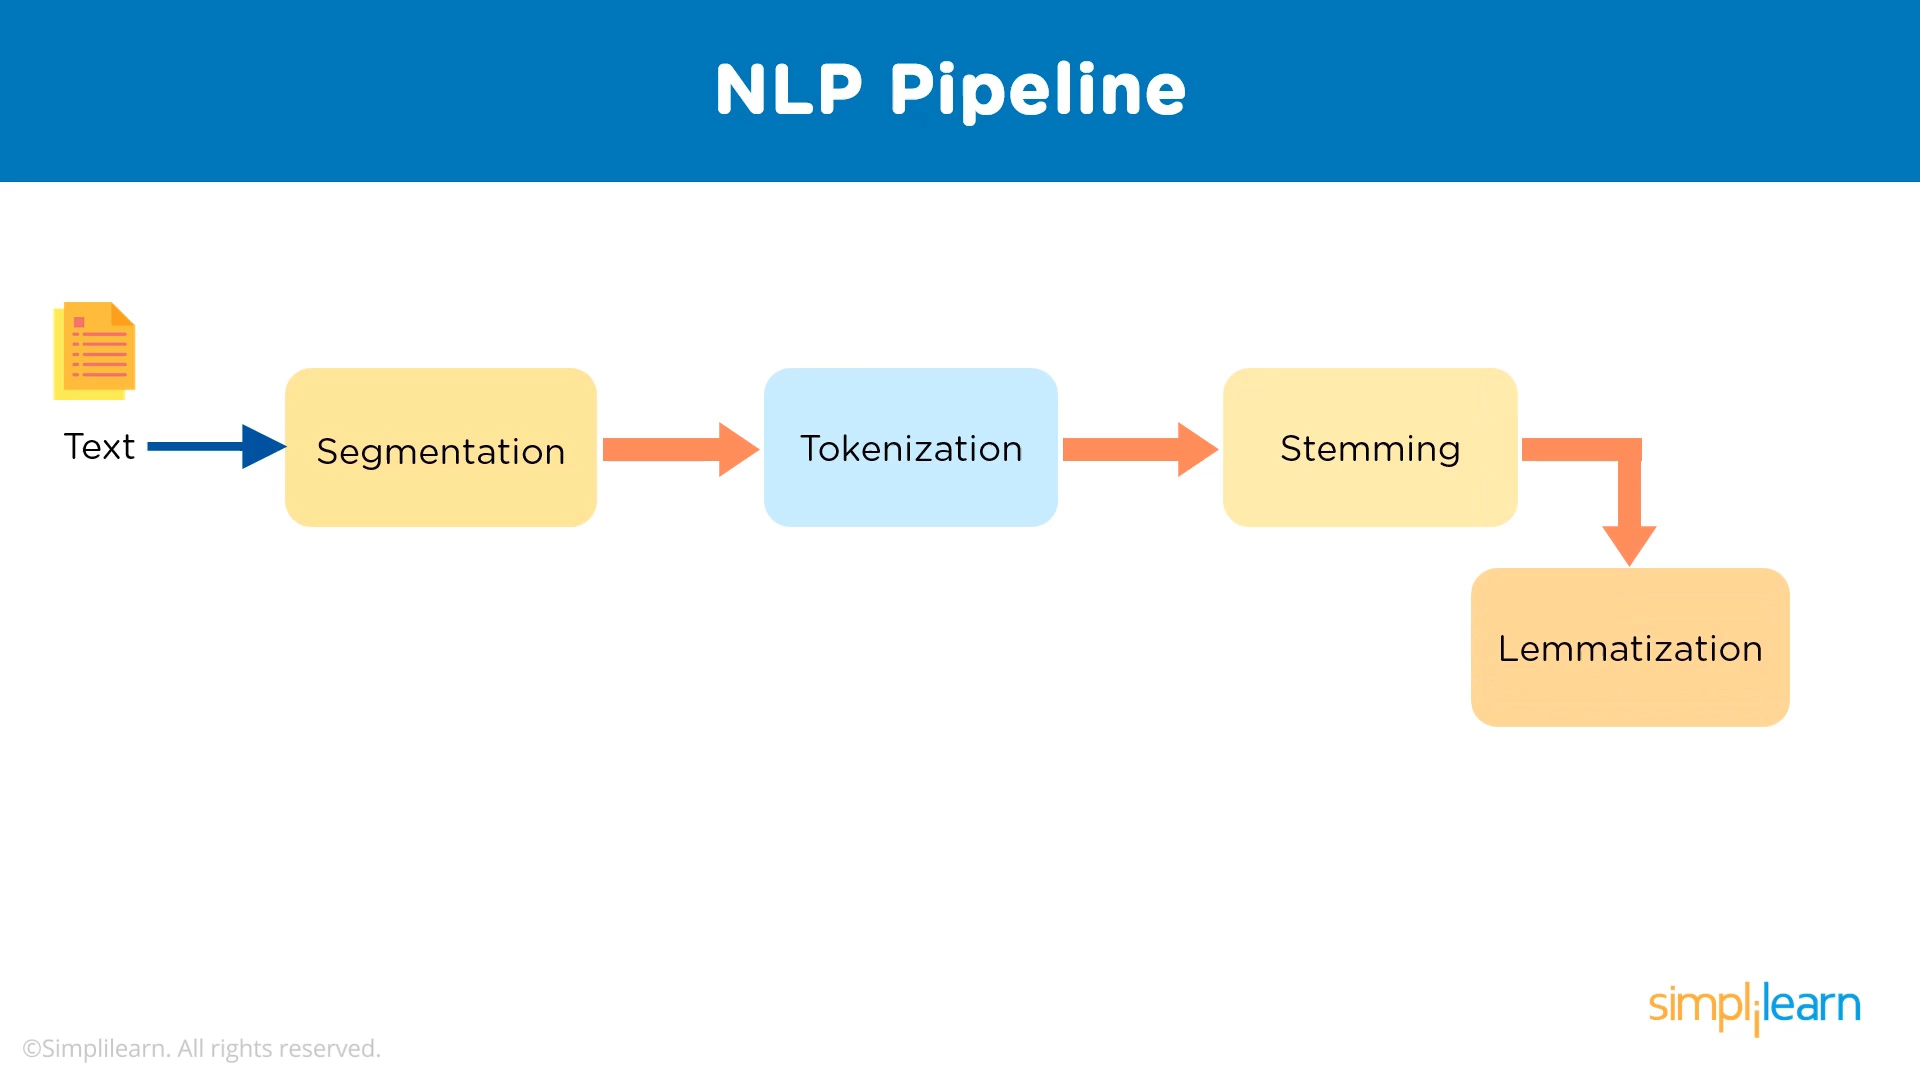 NLP Pipeline
Text
Segmentation
Tokenization
Stemming
Lemmatization
simplilearn
©Simplilearn. All rights reserved.